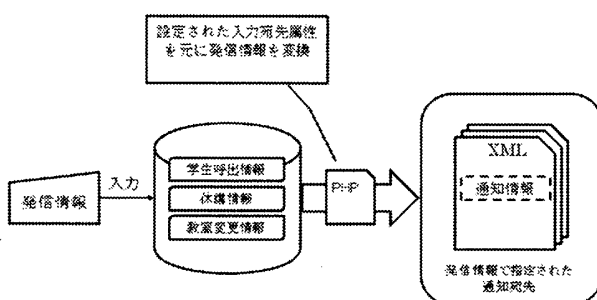 設定された入力宛先属性
を元に発信情報を変換
発信情報
入力
学生呼出情報
休講情報
教室変更情報
PHP
XML
通知情報
発信情報で指定された
通知宛先